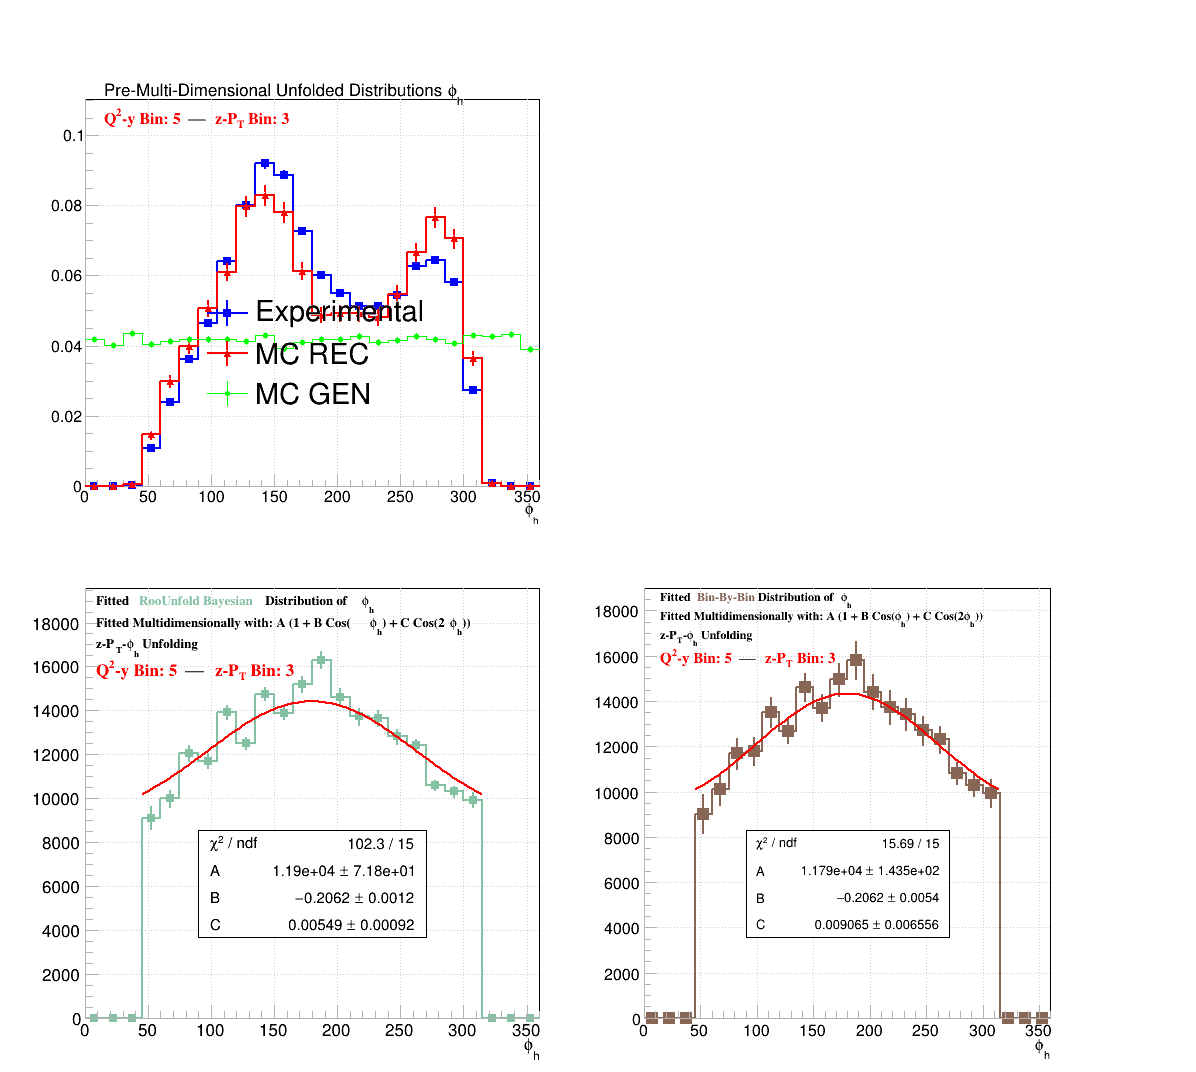 Pre-Multi-Dimensional Unfolded Distributions ϕh
Q2-y Bin: 5 — z-PT Bin: 3
0.1
0.08
0.06
0.04
0.02
0
Experimental
MC REC
MC GEN
0 50 100 150 200 250 300 350
ϕh
Fitted RooUnfold Bayesian Distribution of ϕh
Fitted Multidimensionally with: A (1 + B Cos( ϕh) + C Cos(2 ϕh))
z-PT-ϕh Unfolding
Q2-y Bin: 5 — z-PT Bin: 3
18000
16000
14000
12000
10000
8000
6000
4000
2000
0
χ2 / ndf 102.3 / 15
A 1.19e+04 ± 7.18e+01
B −0.2062 ± 0.0012
C 0.00549 ± 0.00092
0 50 100 150 200 250 300 350
ϕh
Fitted Bin-By-Bin Distribution of ϕh
Fitted Multidimensionally with: A (1 + B Cos(ϕh) + C Cos(2ϕh))
z-PT-ϕh Unfolding
Q2-y Bin: 5 — z-PT Bin: 3
18000
16000
14000
12000
10000
8000
6000
4000
2000
0
χ2 / ndf 15.69 / 15
A 1.179e+04 ± 1.435e+02
B −0.2062 ± 0.0054
C 0.009065 ± 0.006556
0 50 100 150 200 250 300 350
ϕh